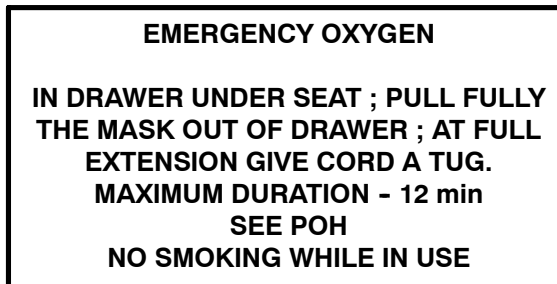 EMERGENCY OXYGEN
IN DRAWER UNDER SEAT ; PULL FULLY
THE MASK OUT OF DRAWER ; AT FULL
EXTENSION GIVE CORD A TUG.
MAXIMUM DURATION - 12 min
SEE POH
NO SMOKING WHILE IN USE